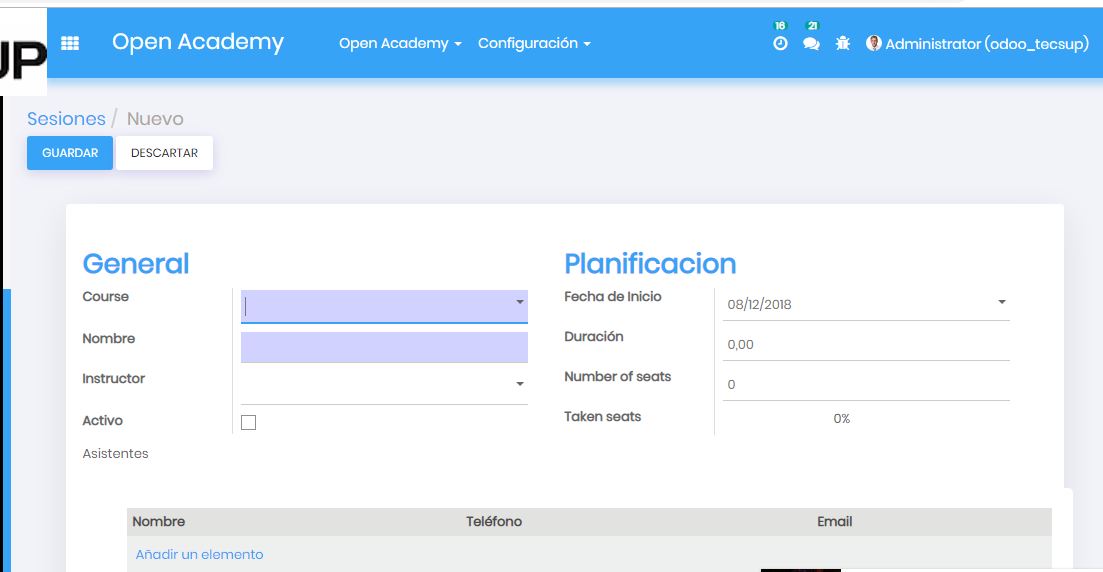 UP
16 21
Open Academy Open Academy Configuración Administrator (odoo_tecsup)
Sesiones / Nuevo
GUARDAR DESCARTAR
General
Course
Nombre
Instructor
Activo
Asistentes
Planificacion
Fecha de Inicio 08/12/2018
Duración 0,00
Number of seats 0
Taken seats 0%
Nombre Teléfono Email
Añadir un elemento